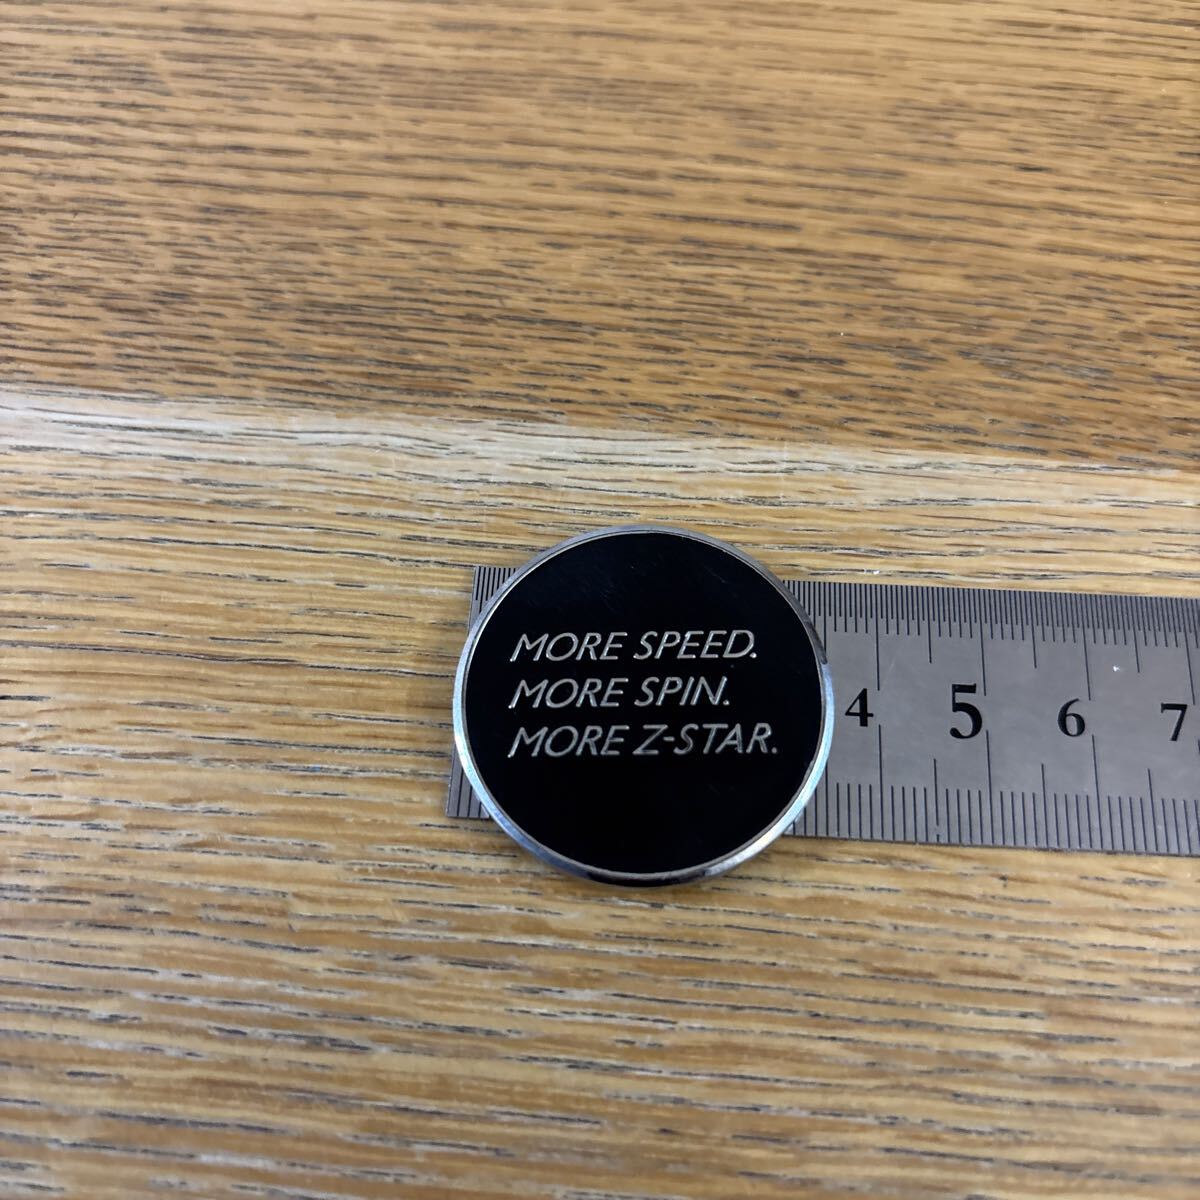 MORE SPEED.
MORE SPIN.
MORE Z-STAR.
4 5 6 7